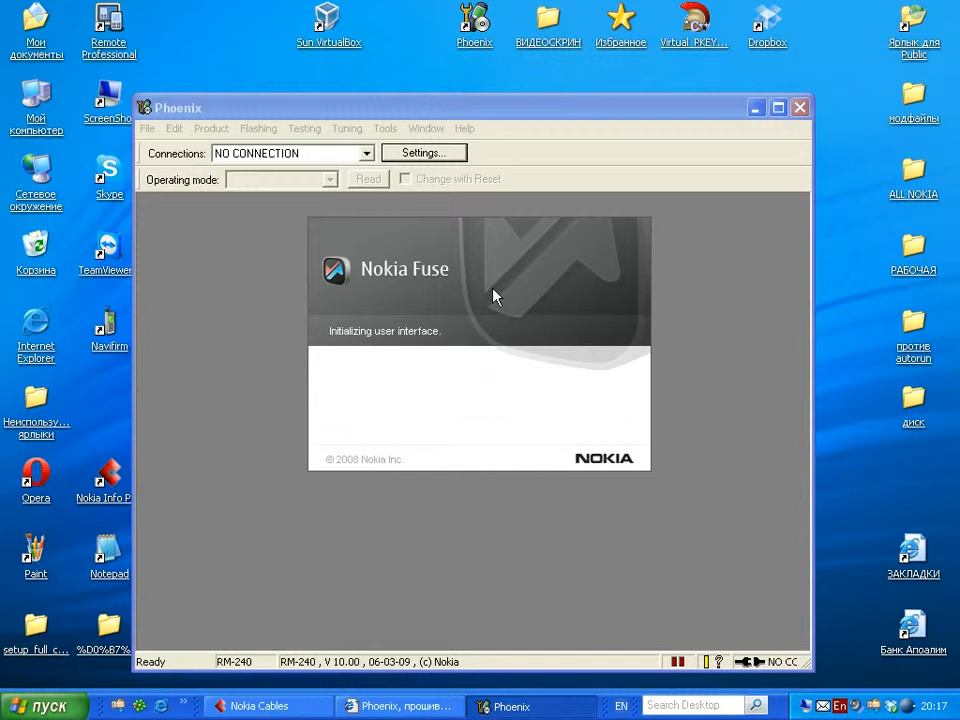 Мои
документы
Remote
Professional
Sun VirtualBox
Phoenix
ВИДЕОСКРИН
Избранное
Virtual_PKEY...
Dropbox
Ярлык для
Public
Мой
компьютер
ScreenSho
модфайлы
Сетевое
окружение
Skype
ALL NOKIA
Корзина
TeamViewer
РАБОЧАЯ
Internet
Explorer
Navifirm
против
autorun
Неиспользу...
ярлыки
диск
Opera
Nokia Info P
Paint
Notepad
ЗАКЛАДКИ
setup_full_c...
%D0%B7%
Банк Апоалим
Phoenix
File Edit Product Flashing Testing Tuning Tools Window Help
Connections: NO CONNECTION Settings...
Operating mode: Read Change with Reset
Nokia Fuse
Initializing user interface.
© 2008 Nokia Inc. NOKIA
Ready RM-240 RM-240 , V 10.00 , 06-03-09 , (c) Nokia NO CC
пуск Nokia Cables Phoenix, прошив... Phoenix EN Search Desktop En 20:17